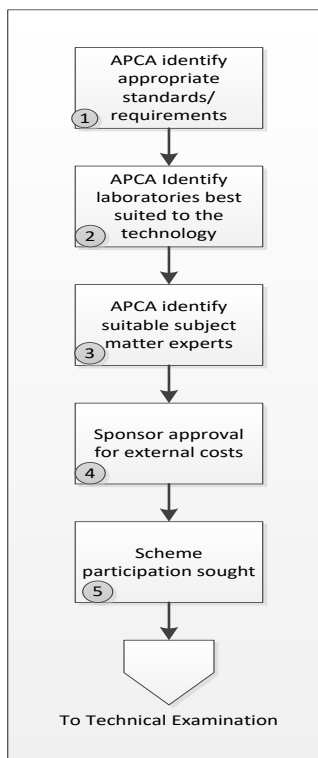 APCA identify
appropriate
standards/
requirements
1
APCA Identify
laboratories best
suited to the
technology
2
APCA identify
suitable subject
matter experts
3
Sponsor approval
for external costs
4
Scheme
participation sought
5
To Technical Examination